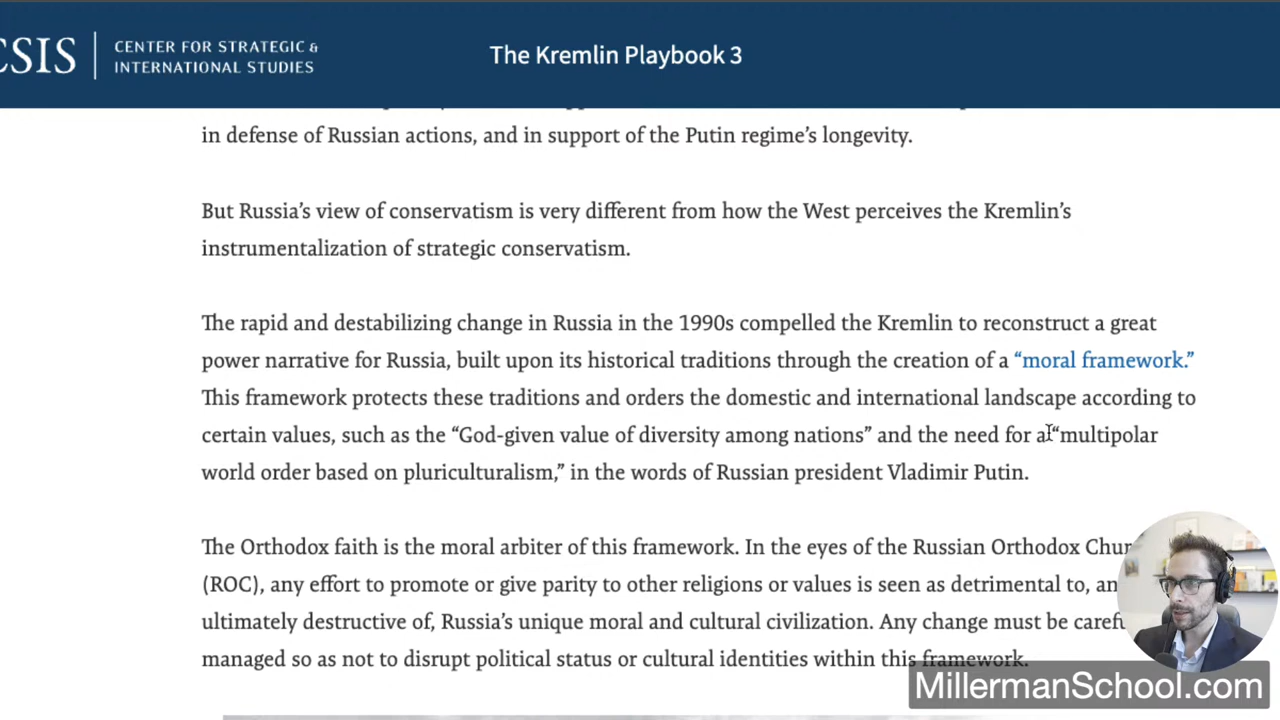 CSIS
CENTER FOR STRATEGIC &
INTERNATIONAL STUDIES
The Kremlin Playbook 3
in defense of Russian actions, and in support of the Putin regime’s longevity.
But Russia’s view of conservatism is very different from how the West perceives the Kremlin’s
instrumentalization of strategic conservatism.
The rapid and destabilizing change in Russia in the 1990s compelled the Kremlin to reconstruct a great
power narrative for Russia, built upon its historical traditions through the creation of a “moral framework.”
This framework protects these traditions and orders the domestic and international landscape according to
certain values, such as the “God-given value of diversity among nations” and the need for a “multipolar
world order based on pluriculturalism,” in the words of Russian president Vladimir Putin.
The Orthodox faith is the moral arbiter of this framework. In the eyes of the Russian Orthodox
(ROC), any effort to promote or give parity to other religions or values is seen as detrimental to,
ultimately destructive of, Russia’s unique moral and cultural civilization. Any change must be
managed so as not to disrupt political status or cultural identities within this framework.
MillermanSchool.com